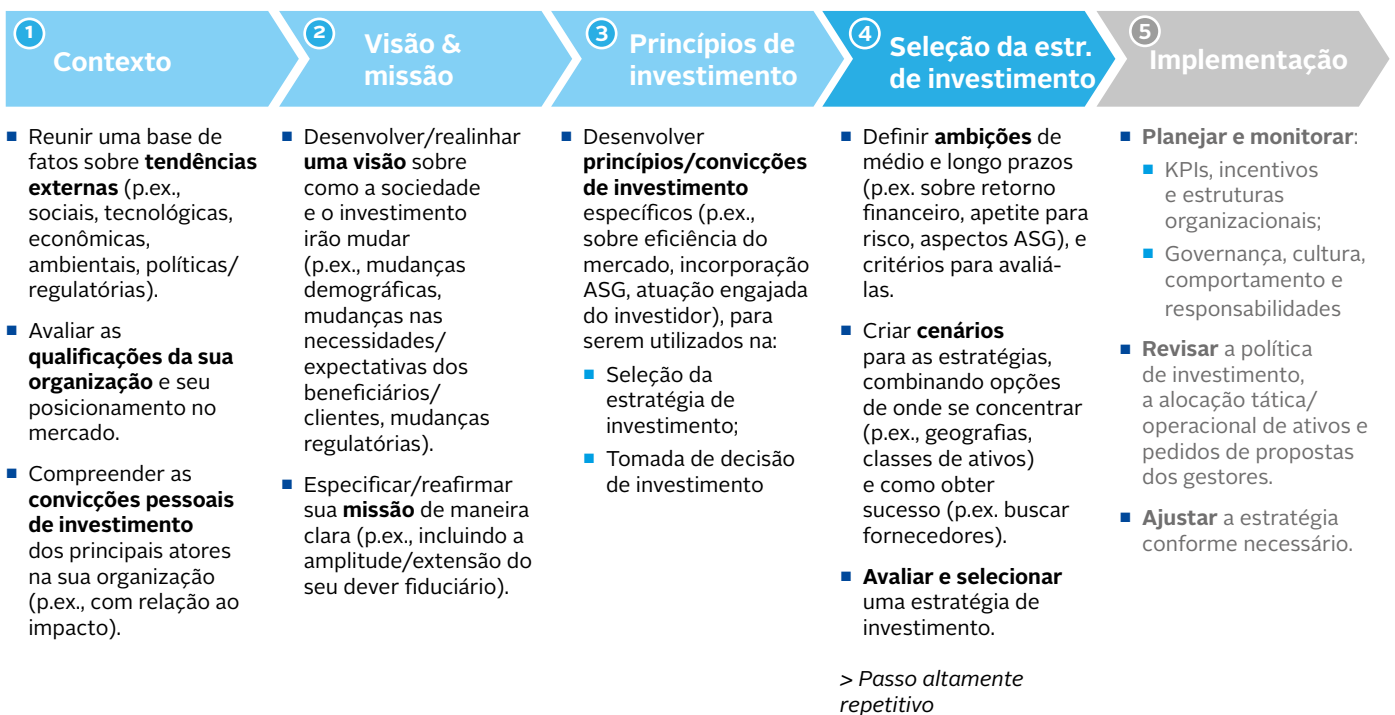 1
Contexto
2
Visão &
missão
3
Princípios de
investimento
4
Seleção da estr.
de investimento
5
Implementação
▪ Reunir uma base de
fatos sobre tendências
externas (p.ex.,
sociais, tecnológicas,
econômicas,
ambientais, políticas/
regulatórias).
▪ Avaliar as
qualificações da sua
organização e seu
posicionamento no
mercado.
▪ Compreender as
convicções pessoais
de investimento
dos principais atores
na sua organização
(p.ex., com relação ao
impacto).
▪ Desenvolver/realinhar
uma visão sobre
como a sociedade
e o investimento
irão mudar
(p.ex., mudanças
demográficas,
mudanças nas
necessidades/
expectativas dos
beneficiários/
clientes, mudanças
regulatórias).
▪ Especificar/reafirmar
sua missão de maneira
clara (p.ex., incluindo a
amplitude/extensão do
seu dever fiduciário).
▪ Desenvolver
princípios/convicções
de investimento
específicos (p.ex.,
sobre eficiência do
mercado, incorporação
ASG, atuação engajada
do investidor), para
serem utilizados na:
▪ Seleção da
estratégia de
investimento;
▪ Tomada de decisão
de investimento
▪ Definir ambições de
médio e longo prazos
(p.ex. sobre retorno
financeiro, apetite para
risco, aspectos ASG), e
critérios para avaliá-
las.
▪ Criar cenários
para as estratégias,
combinando opções
de onde se concentrar
(p.ex., geografias,
classes de ativos)
e como obter
sucesso (p.ex. buscar
fornecedores).
▪ Avaliar e selecionar
uma estratégia de
investimento.
> Passo altamente
repetitivo
▪ Planejar e monitorar:
▪ KPIs, incentivos
e estruturas
organizacionais;
▪ Governança, cultura,
comportamento e
responsabilidades
▪ Revisar a política
de investimento,
a alocação tática/
operacional de ativos e
pedidos de propostas
dos gestores.
▪ Ajustar a estratégia
conforme necessário.